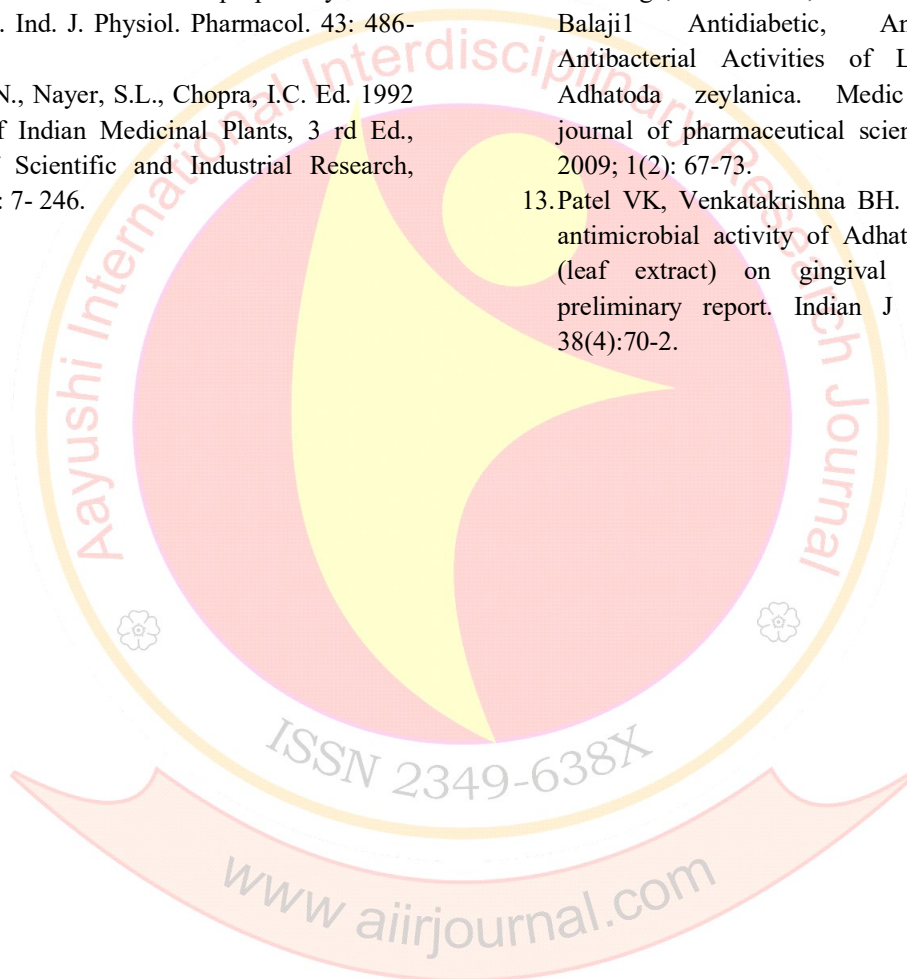 . Ind. J. Physiol. Pharmacol. 43: 486-
N., Nayer, S.L., Chopra, I.C. Ed. 1992
f Indian Medicinal Plants, 3 rd Ed.,
Scientific and Industrial Research,
: 7- 246.
Balaji1 Antidiabetic, An
Antibacterial Activities of L
Adhatoda zeylanica. Medic
journal of pharmaceutical scien
2009; 1(2): 67-73.
13.Patel VK, Venkatakrishna BH.
antimicrobial activity of Adhat
(leaf extract) on gingival
preliminary report. Indian J
38(4):70-2.
Aayushi International Interdisciplinary Research Journal
ISSN 2349-638X
www aiirjournal.com